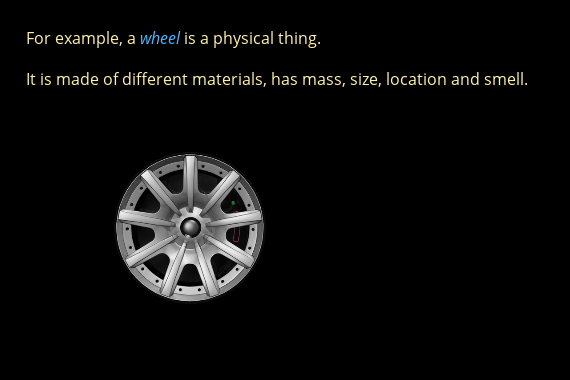 For example, a wheel is a physical thing.
It is made of different materials, has mass, size, location and smell.